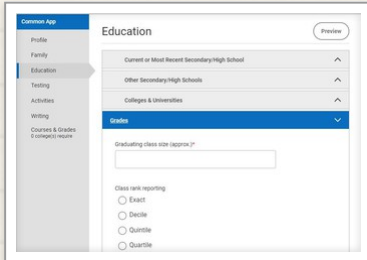 Common App
Profile
Family
Education
Testing
Activities
Writing
Courses & Grades
0 college(s) require
Education
Preview
Current or Most Recent Secondary/High School
Other Secondary/High Schools
Colleges & Universities
Grades
Graduating class size (approx.)*
Class rank reporting
Exact
Decile
Quintile
Quartile